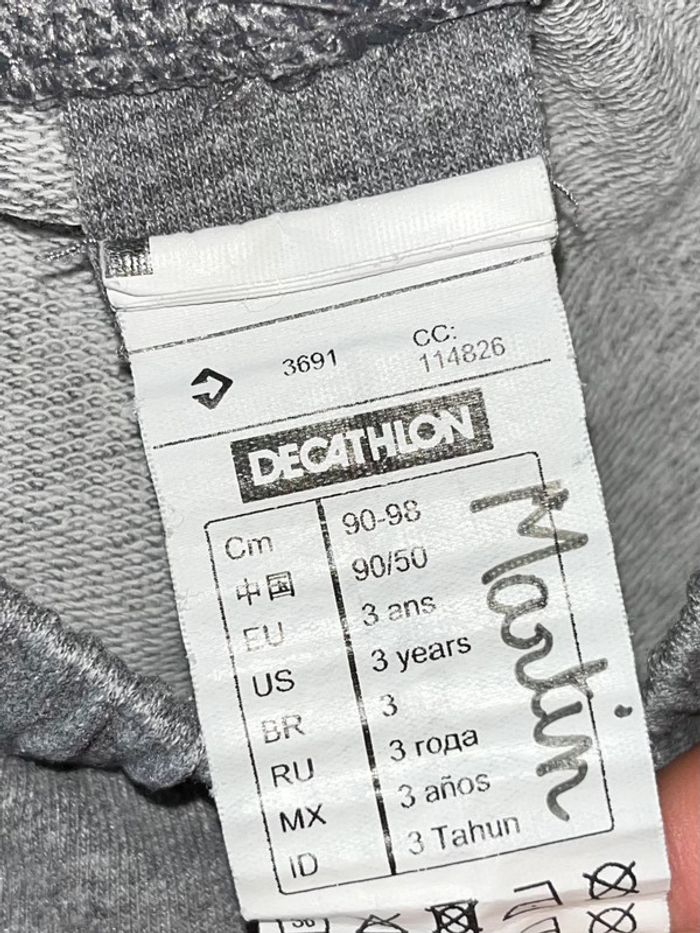 3691 CC: 114826
DECATHLON
Cm 90-98
中国 90/50
EU 3 ans
US 3 years
BR 3
RU 3 года
MX 3 años
ID 3 Tahun
Martin